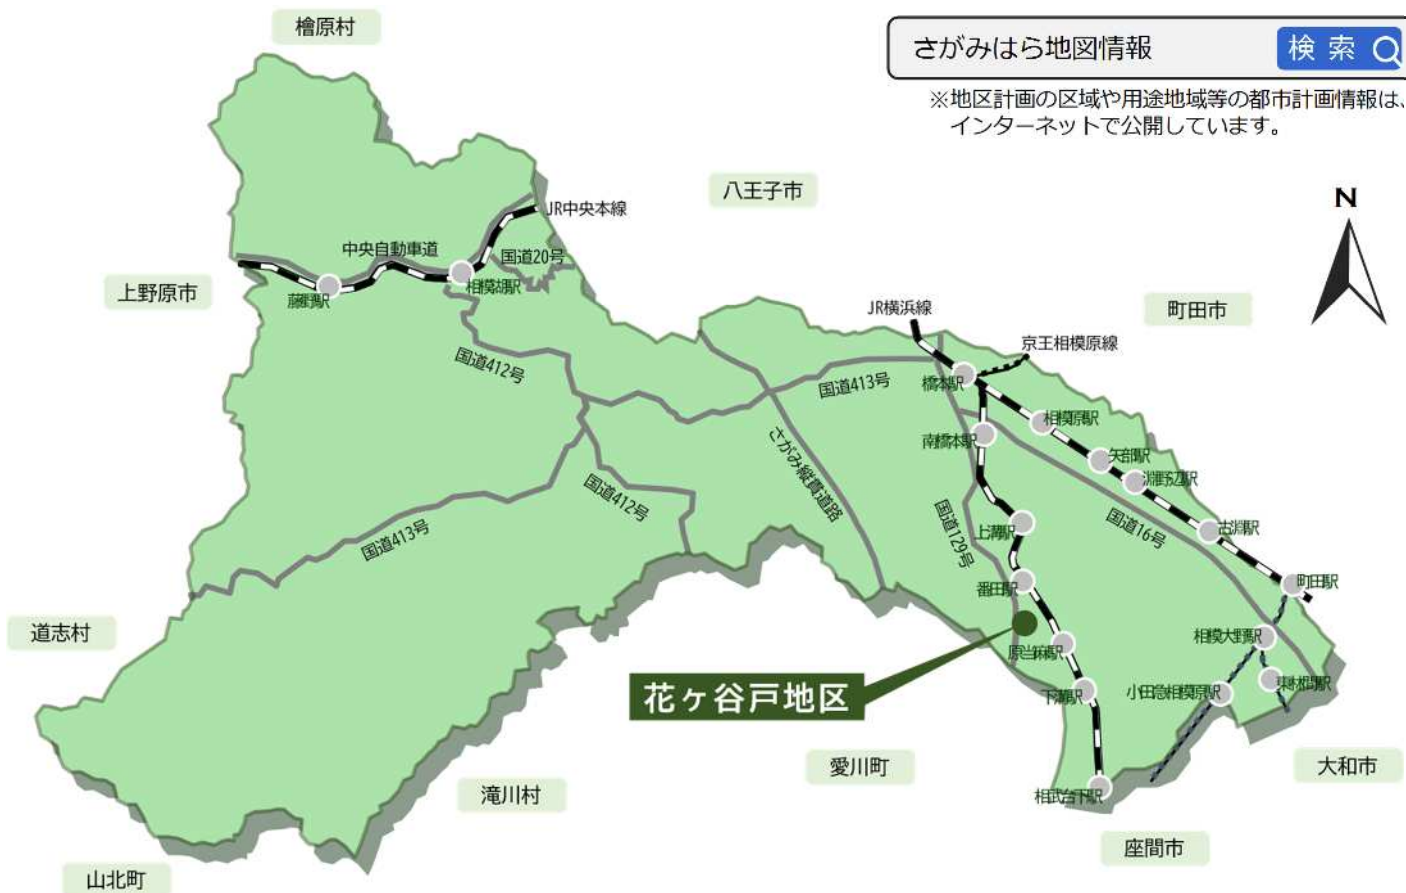 檜原村
さがみはら地図情報
検索
※地区計画の区域や用途地域等の都市計画情報は、
インターネットで公開しています。
八王子市
N
JR中央本線
中央自動車道
国道20号
上野原市
藤野駅
相模湖駅
町田市
JR横浜線
京王相模原線
国道412号
国道413号
橋本駅
相模原駅
南橋本駅
さがみ縦貫道路
矢部駅
淵野辺駅
国道412号
国道129号
国道16号
上溝駅
古淵駅
国道413号
番田駅
町田駅
道志村
相模大野駅
原当麻駅
花ヶ谷戸地区
下溝駅
小田急相模原駅
東林間駅
愛川町
大和市
滝川村
相武台下駅
座間市
山北町